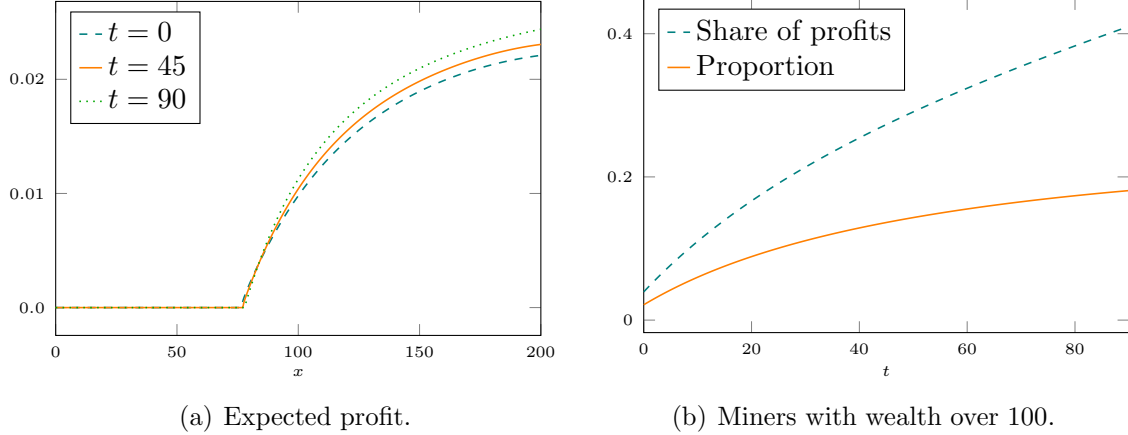 t = 0
t = 45
t = 90
0.02
0.01
0.0
0
50
100
150
200
x
(a) Expected profit.
Share of profits
Proportion
0.4
0.2
0
0
20
40
60
80
t
(b) Miners with wealth over 100.